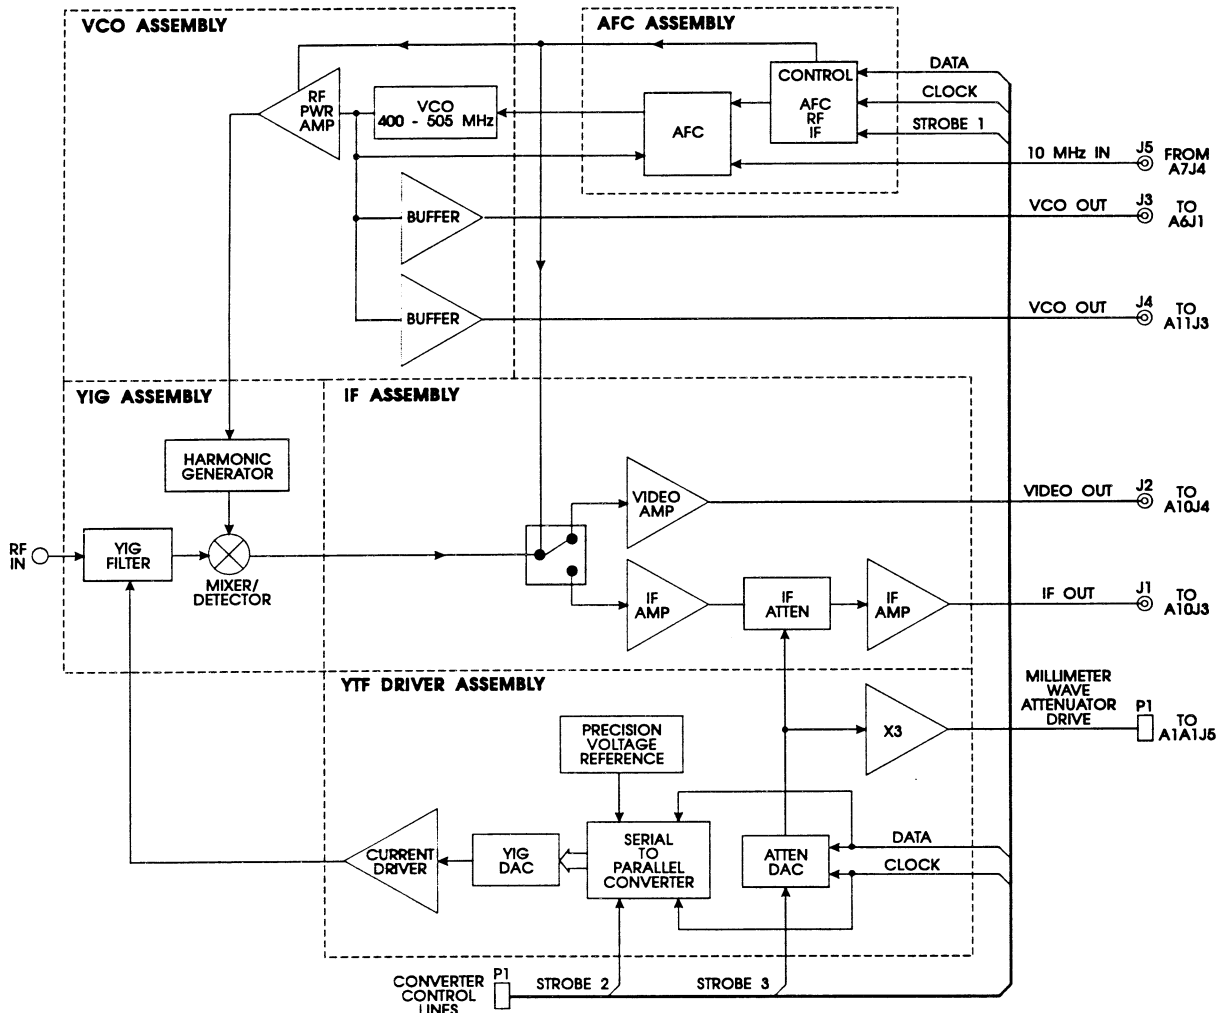 VCO ASSEMBLY
AFC ASSEMBLY
RF
PWR
AMP
VCO
400 - 505 MHz
AFC
CONTROL
AFC
RF
IF
DATA
CLOCK
STROBE 1
10 MHz IN
J5
FROM
A7J4
BUFFER
VCO OUT
J3
TO
A6J1
BUFFER
VCO OUT
J4
TO
A11J3
YIG ASSEMBLY
IF ASSEMBLY
HARMONIC
GENERATOR
RF
IN
YIG
FILTER
MIXER/
DETECTOR
VIDEO
AMP
VIDEO OUT
J2
TO
A10J4
IF
AMP
IF
ATTEN
IF
AMP
IF OUT
J1
TO
A10J3
YTF DRIVER ASSEMBLY
PRECISION
VOLTAGE
REFERENCE
X3
MILLIMETER
WAVE
ATTENUATOR
DRIVE
P1
TO
A1A1J5
CURRENT
DRIVER
YIG
DAC
SERIAL
TO
PARALLEL
CONVERTER
ATTEN
DAC
DATA
CLOCK
CONVERTER
CONTROL
LINES
P1
STROBE 2
STROBE 3